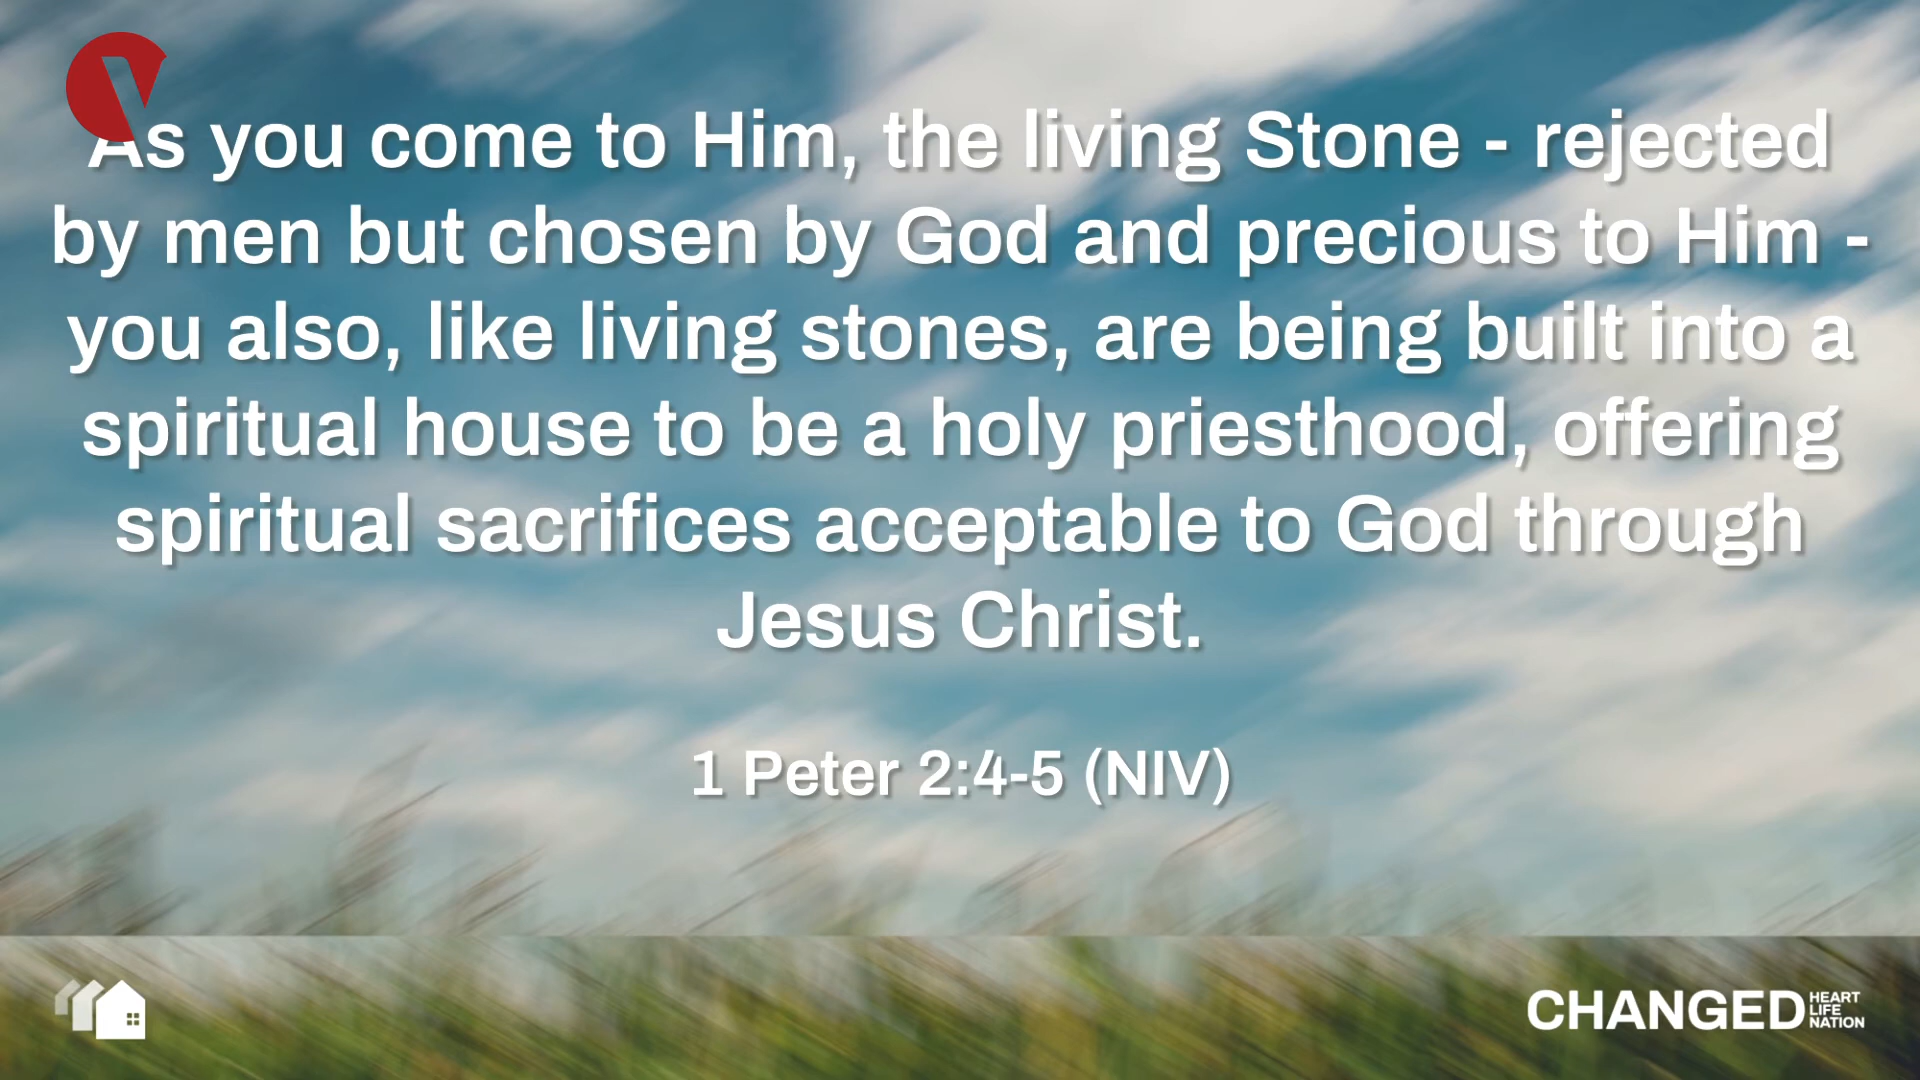 As you come to Him, the living Stone - rejected
by men but chosen by God and precious to Him -
you also, like living stones, are being built into a
spiritual house to be a holy priesthood, offering
spiritual sacrifices acceptable to God through
Jesus Christ.
1 Peter 2:4-5 (NIV)
CHANGED HEART
LIFE
NATION